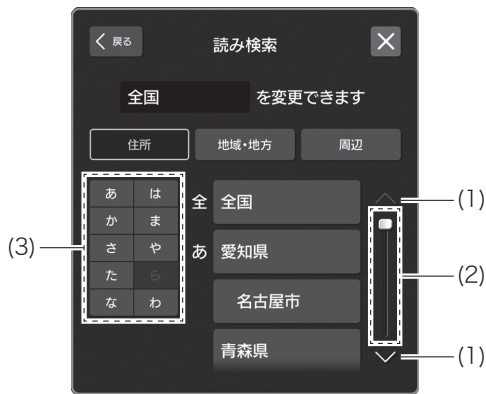 戻る
読み検索
全国 を変更できます
住所 地域・地方 周辺
あ は 全 全国 (1)
か ま
(3) さ や あ 愛知県 (2)
た ら
な わ 名古屋市
青森県 (1)